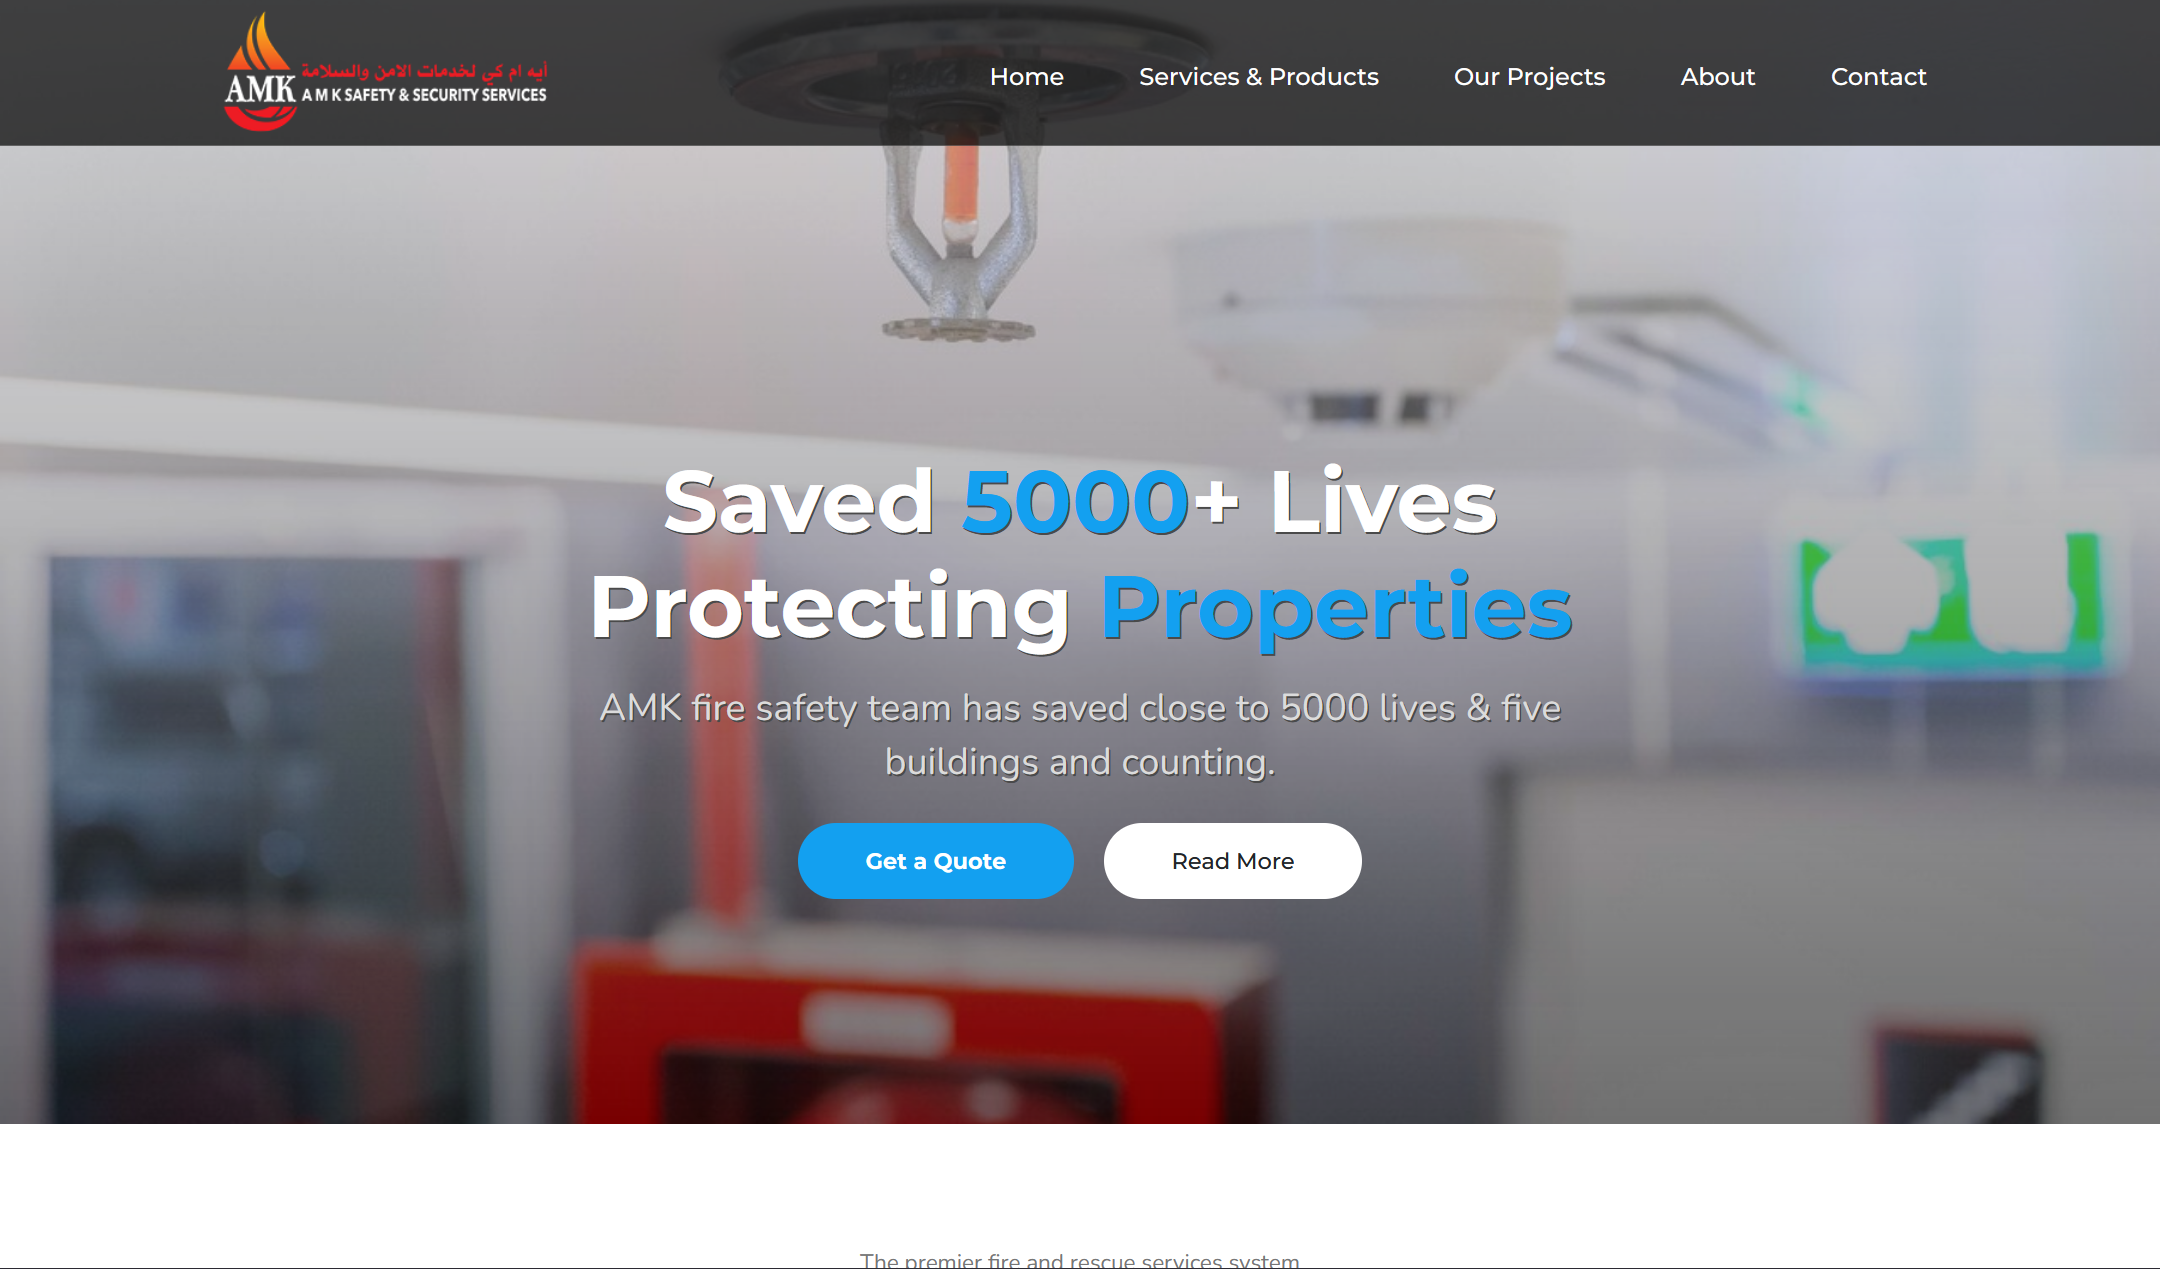 أيه ام كي لخدمات الامن والسلامة
AMK
A M K SAFETY & SECURITY SERVICES
Home
Services & Products
Our Projects
About
Contact
Saved 5000+ Lives
Protecting Properties
AMK fire safety team has saved close to 5000 lives & five
buildings and counting.
Get a Quote
Read More
The premier fire and rescue services system